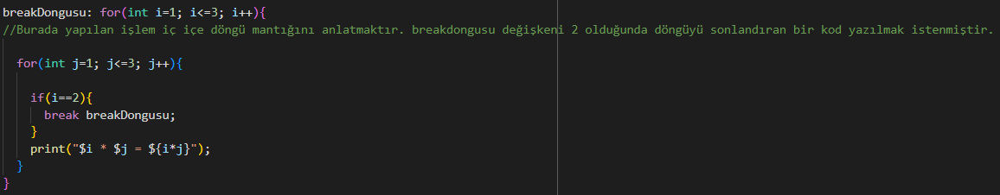 breakDongusu: for(int i=1; i<=3; i++){
//Burada yapılan işlem iç içe döngü mantığını anlatmaktır. breakdongusu değişkeni 2 olduğunda döngüyü sonlandıran bir kod yazılmak istenmiştir.
for(int j=1; j<=3; j++){
if(i==2){
break breakDongusu;
}
print("$i * $j = ${i*j}");
}
}